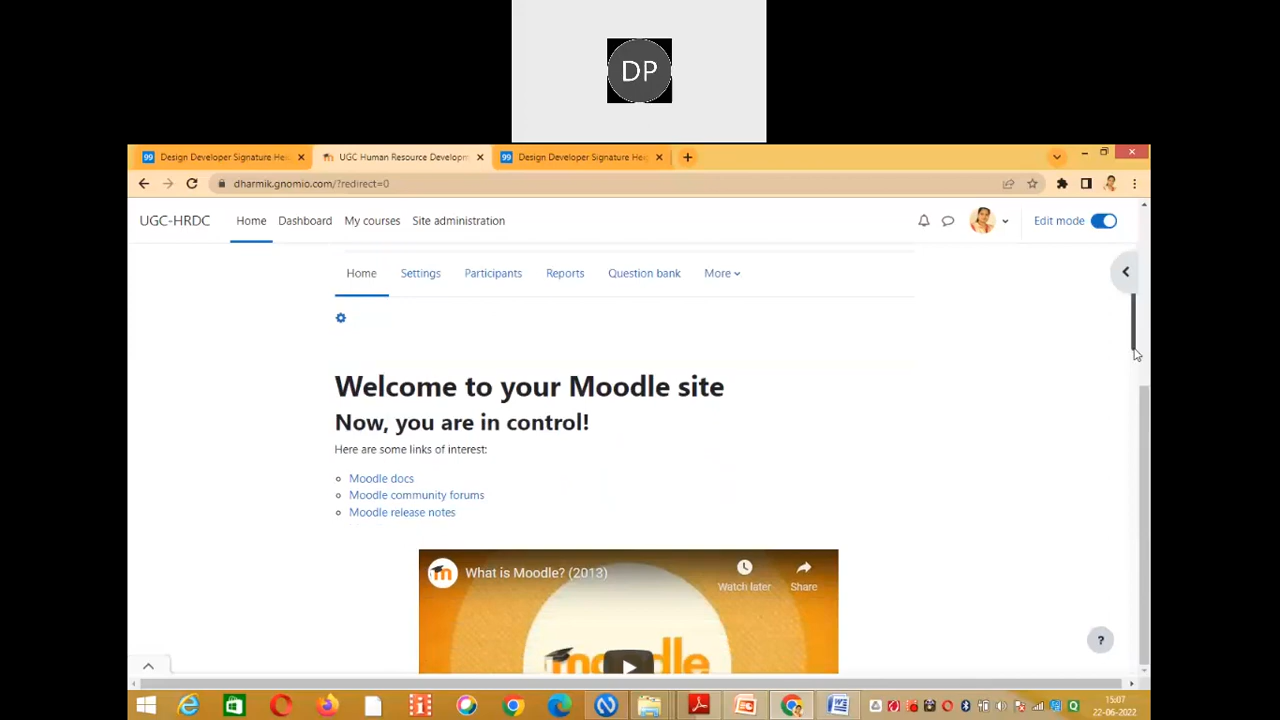 DP
Design Developer Signature He
UGC Human Resource Developm
Design Developer Signature He
dharmik.gnomio.com/?redirect=0
UGC-HRDC
Home
Dashboard
My courses
Site administration
Edit mode
Home
Settings
Participants
Reports
Question bank
More
Welcome to your Moodle site
Now, you are in control!
Here are some links of interest:
Moodle docs
Moodle community forums
Moodle release notes
What is Moodle? (2013)
Watch later
Share
moodle
?
15:07
22-06-2022